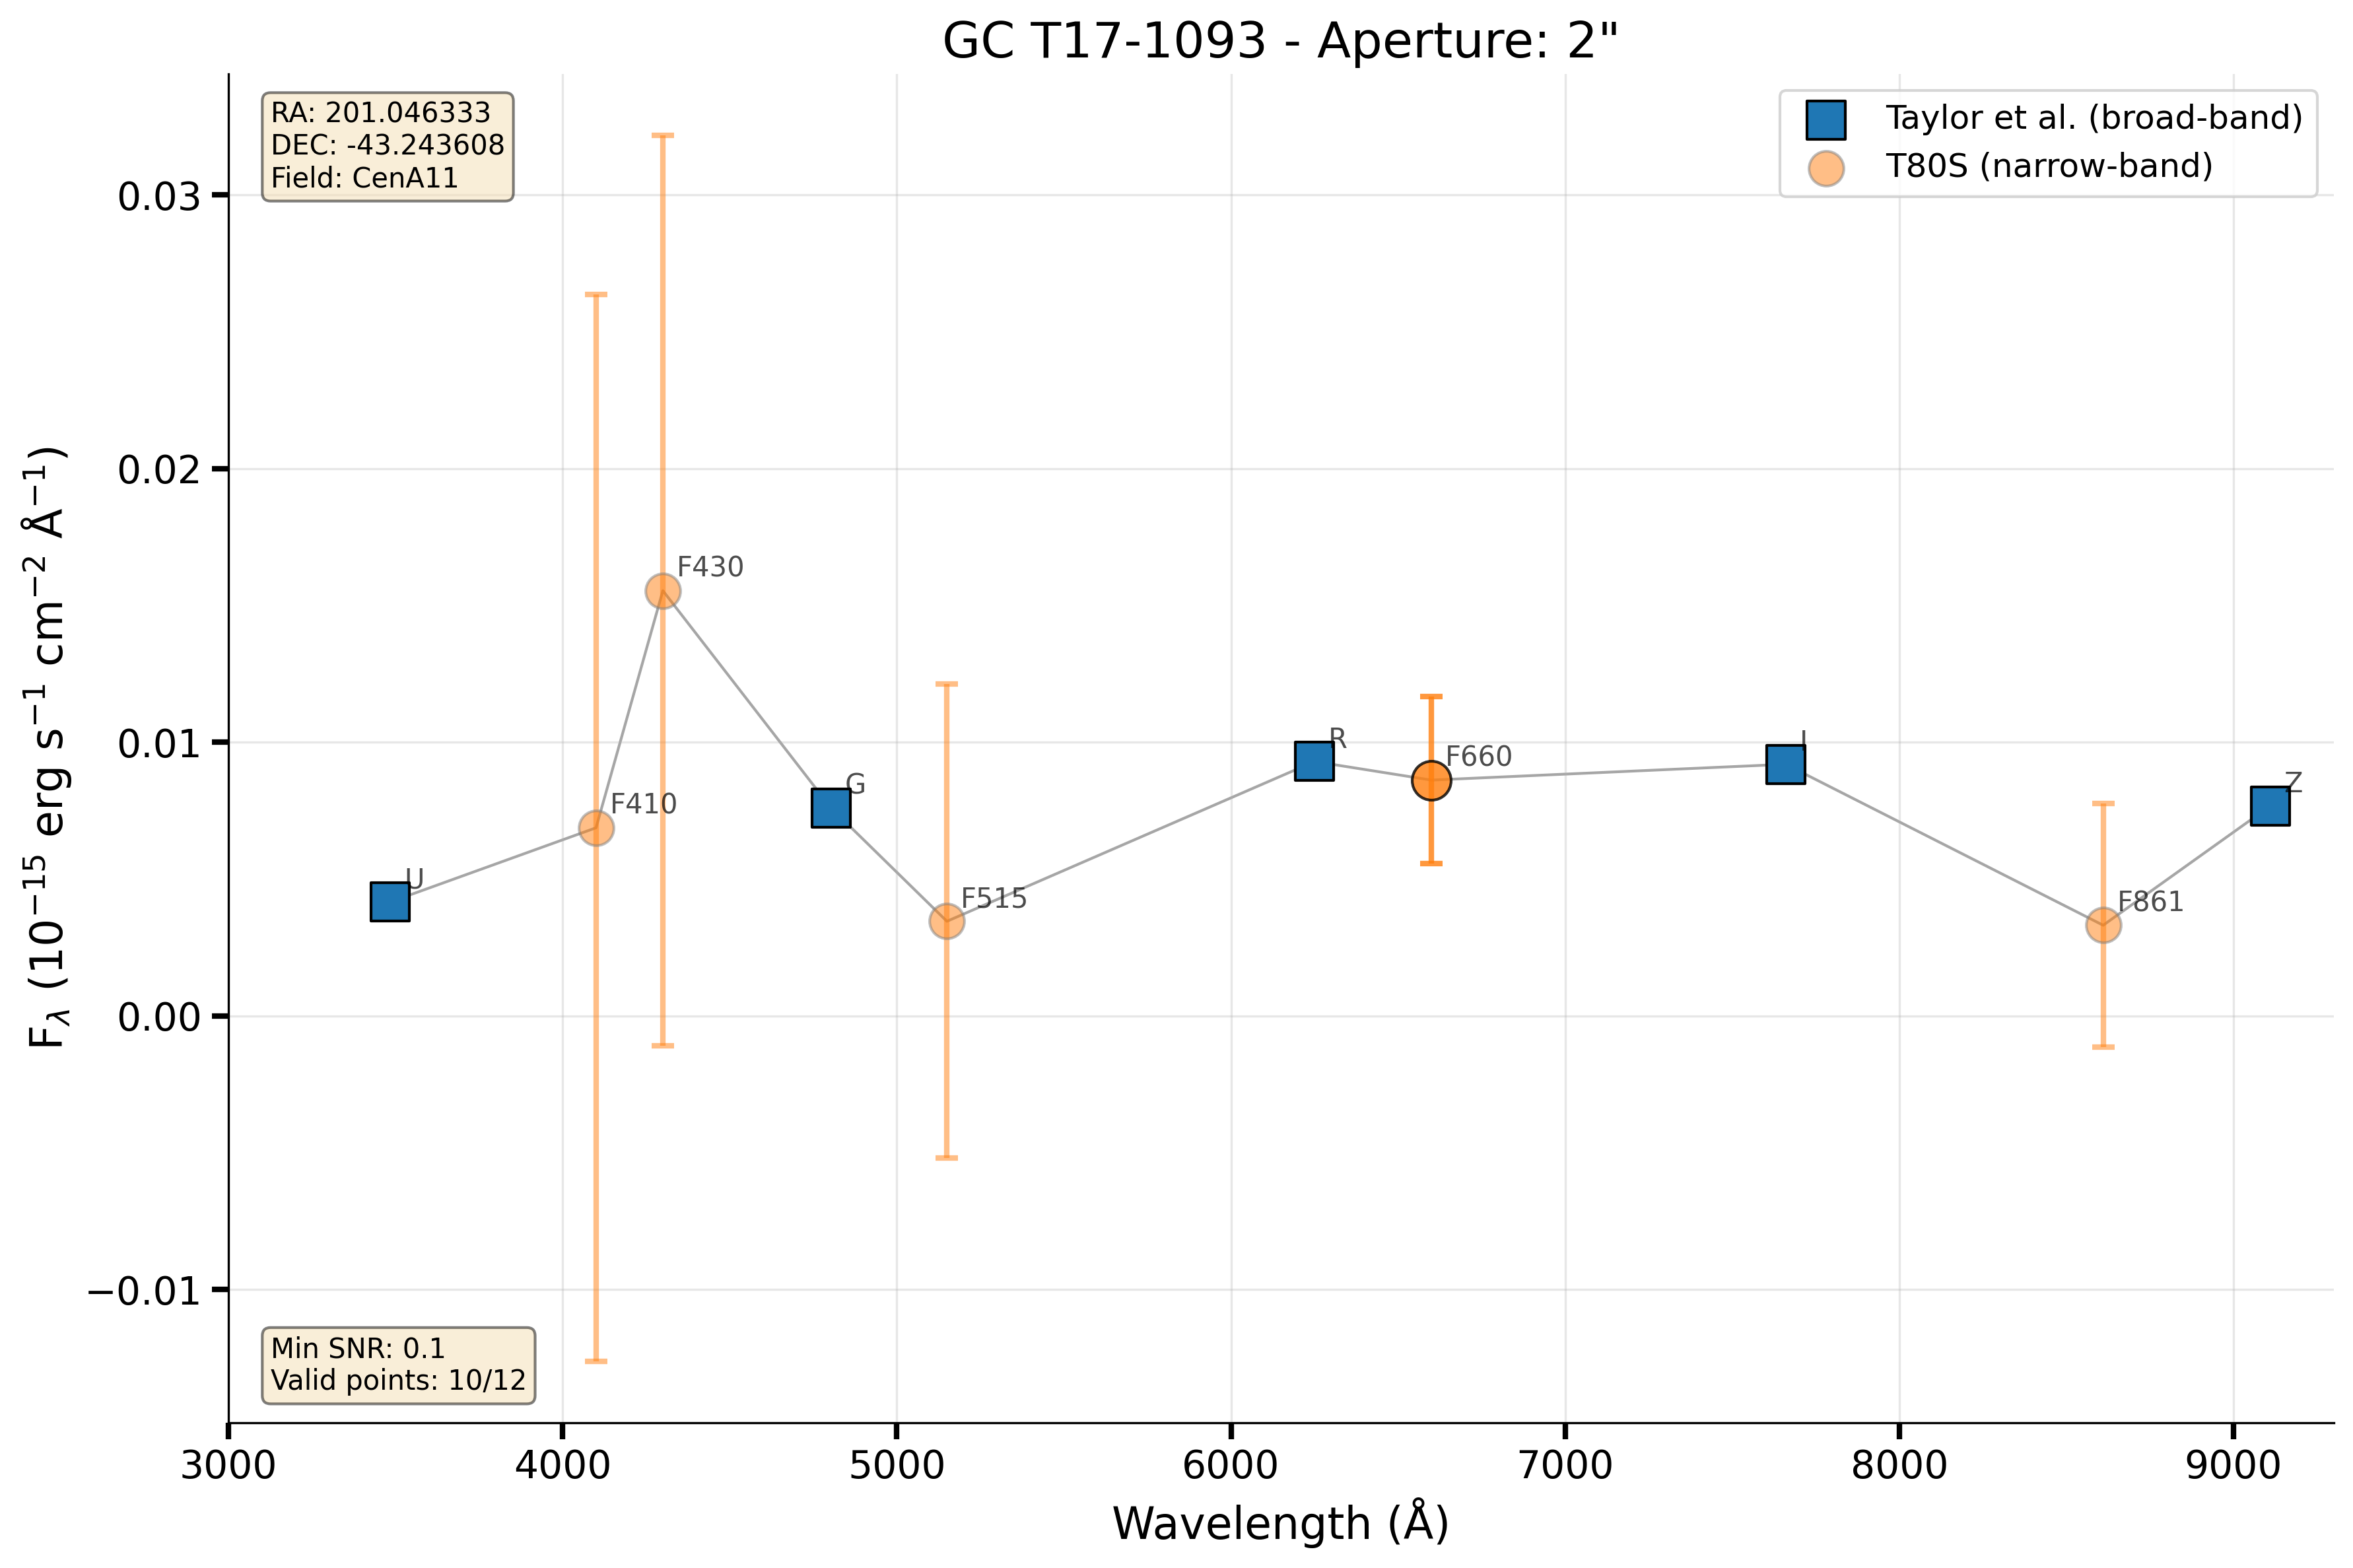 GC T17-1093 - Aperture: 2"
RA: 201.046333
DEC: -43.243608
Field: CenA11
Taylor et al. (broad-band)
T80S (narrow-band)
0.03
0.02
0.01
0.00
−0.01
F_λ (10⁻¹⁵ erg s⁻¹ cm⁻² Å⁻¹)
U
F410
F430
G
F515
R
F660
I
F861
Z
Min SNR: 0.1
Valid points: 10/12
3000 4000 5000 6000 7000 8000 9000
Wavelength (Å)